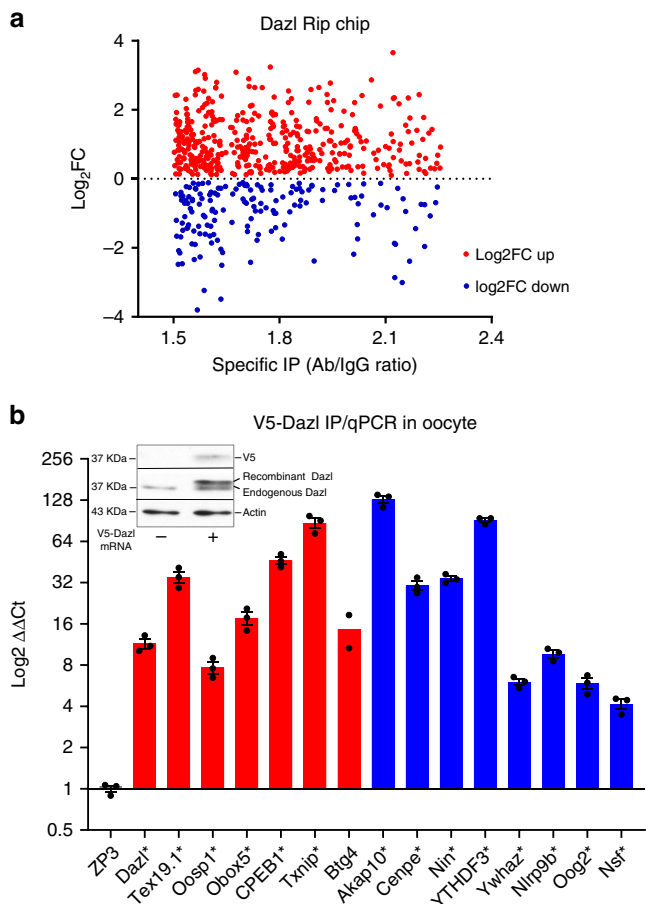 a
Dazl Rip chip
4
2
0
−2
−4
Log2FC
Log2FC up
log2FC down
1.5 1.8 2.1 2.4
Specific IP (Ab/IgG ratio)
b
V5-Dazl IP/qPCR in oocyte
256
128
64
32
16
8
4
2
1
0.5
Log2 ΔΔCt
37 KDa V5
Recombinant Dazl
37 KDa
Endogenous Dazl
43 KDa Actin
V5-Dazl mRNA − +
ZP3
Dazl*
Tex19.1*
Oosp1*
Obox5*
CPEB1*
Txnip*
Btg4
Akap10*
Cenpe*
Nin*
YTHDF3*
Ywhaz*
Nlrp9b*
Oog2*
Nsf*